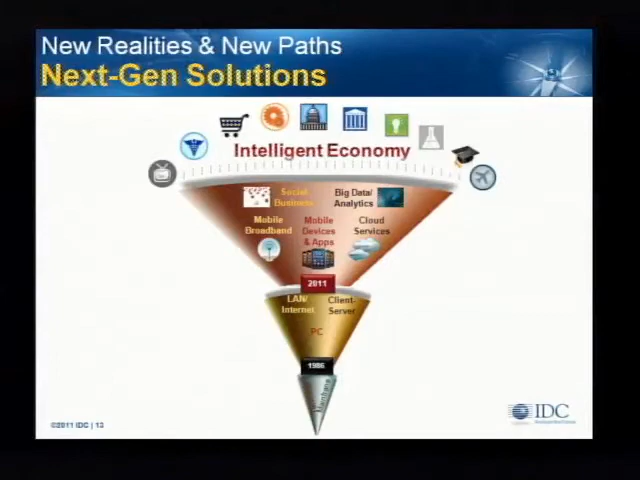 New Realities & New Paths
Next-Gen Solutions
Intelligent Economy
Social
Business
Big Data/
Analytics
Mobile
Broadband
Mobile
Devices
& Apps
Cloud
Services
2011
LAN/
Internet
Client-
Server
PC
1986
©2011 IDC | 13
IDC